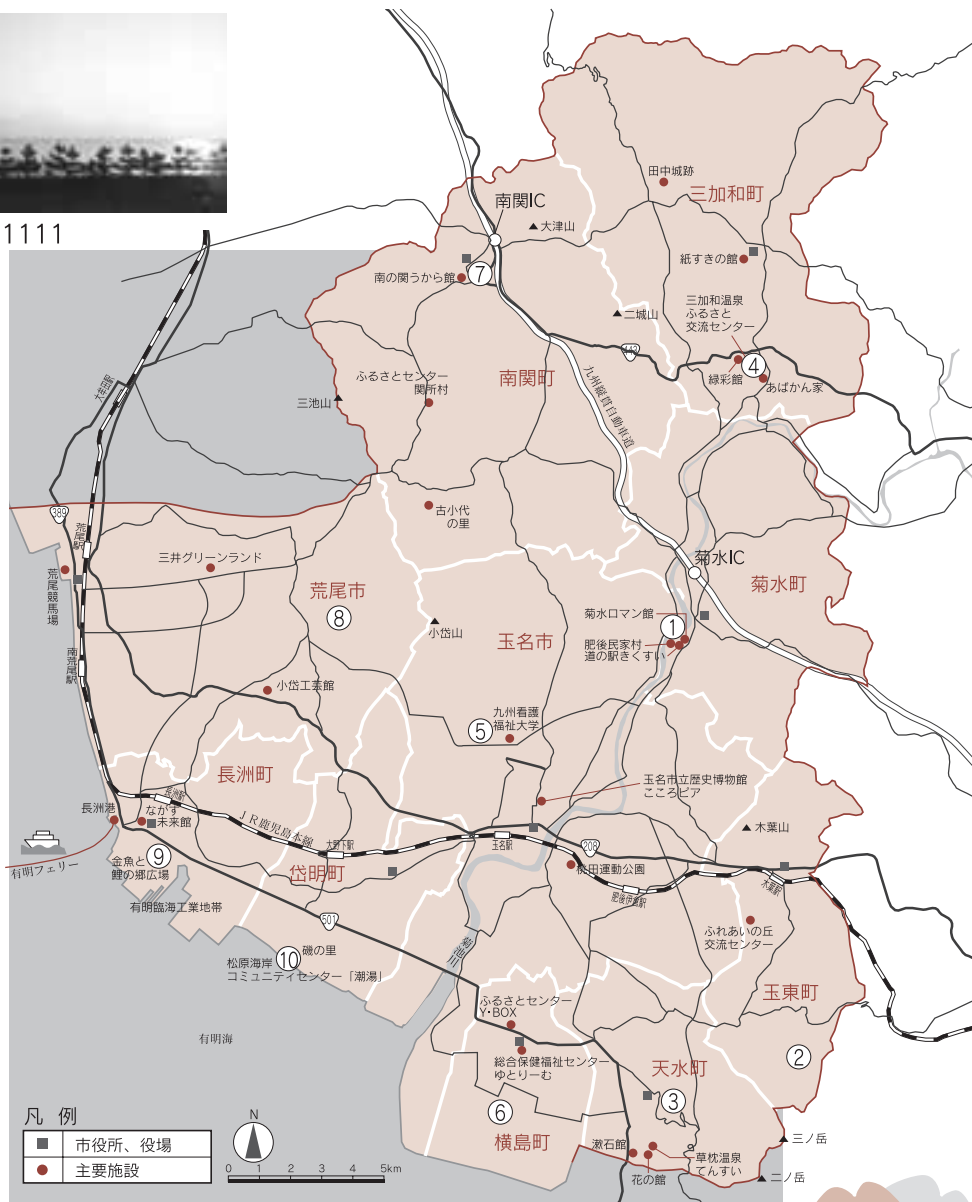 1111
田中城跡
三加和町
南関IC
大津山
紙すきの館
南の関うから館
⑦
三加和温泉
ふるさと
交流センター
二城山
443
④
緑彩館
あばかん家
大牟田駅
ふるさとセンター
関所村
南関町
九州縦貫自動車道
三池山
389
古小代
の里
荒尾駅
三井グリーンランド
菊水IC
荒尾競馬場
荒尾市
⑧
菊水町
菊水ロマン館
①
小岱山
玉名市
肥後民家村
道の駅きくすい
南荒尾駅
小岱工芸館
九州看護
福祉大学
⑤
長洲町
玉名市立歴史博物館
こころピア
長洲駅
長洲港
ながす
未来館
JR鹿児島本線
大野下駅
玉名駅
木葉山
208
有明フェリー
金魚と
鯉の郷広場
⑨
岱明町
桃田運動公園
肥後伊倉駅
木葉駅
有明臨海工業地帯
501
ふれあいの丘
交流センター
菊池川
⑩
磯の里
松原海岸
コミュニティセンター「潮湯」
玉東町
ふるさとセンター
Y・BOX
有明海
②
総合保健福祉センター
ゆとりーむ
天水町
③
⑥
横島町
凡 例
市役所、役場
主要施設
N
0 1 2 3 4 5km
漱石館
草枕温泉
てんすい
花の館
三ノ岳
二ノ岳